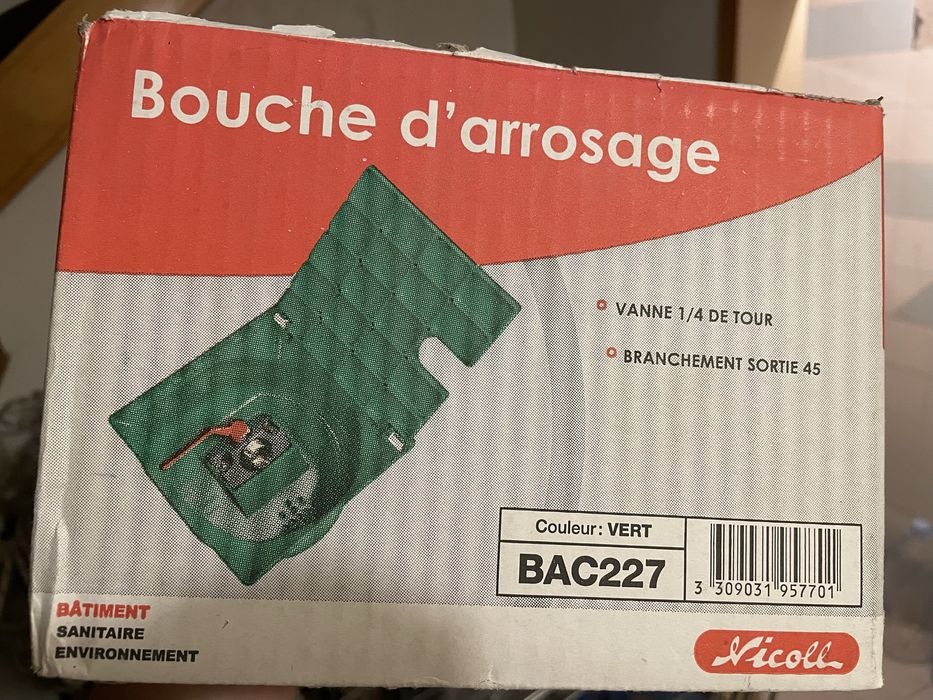 Bouche d'arrosage
VANNE 1/4 DE TOUR
BRANCHEMENT SORTIE 45
Couleur: VERT
BAC227
3 309031 957701
BÂTIMENT
SANITAIRE
ENVIRONNEMENT
Nicoll